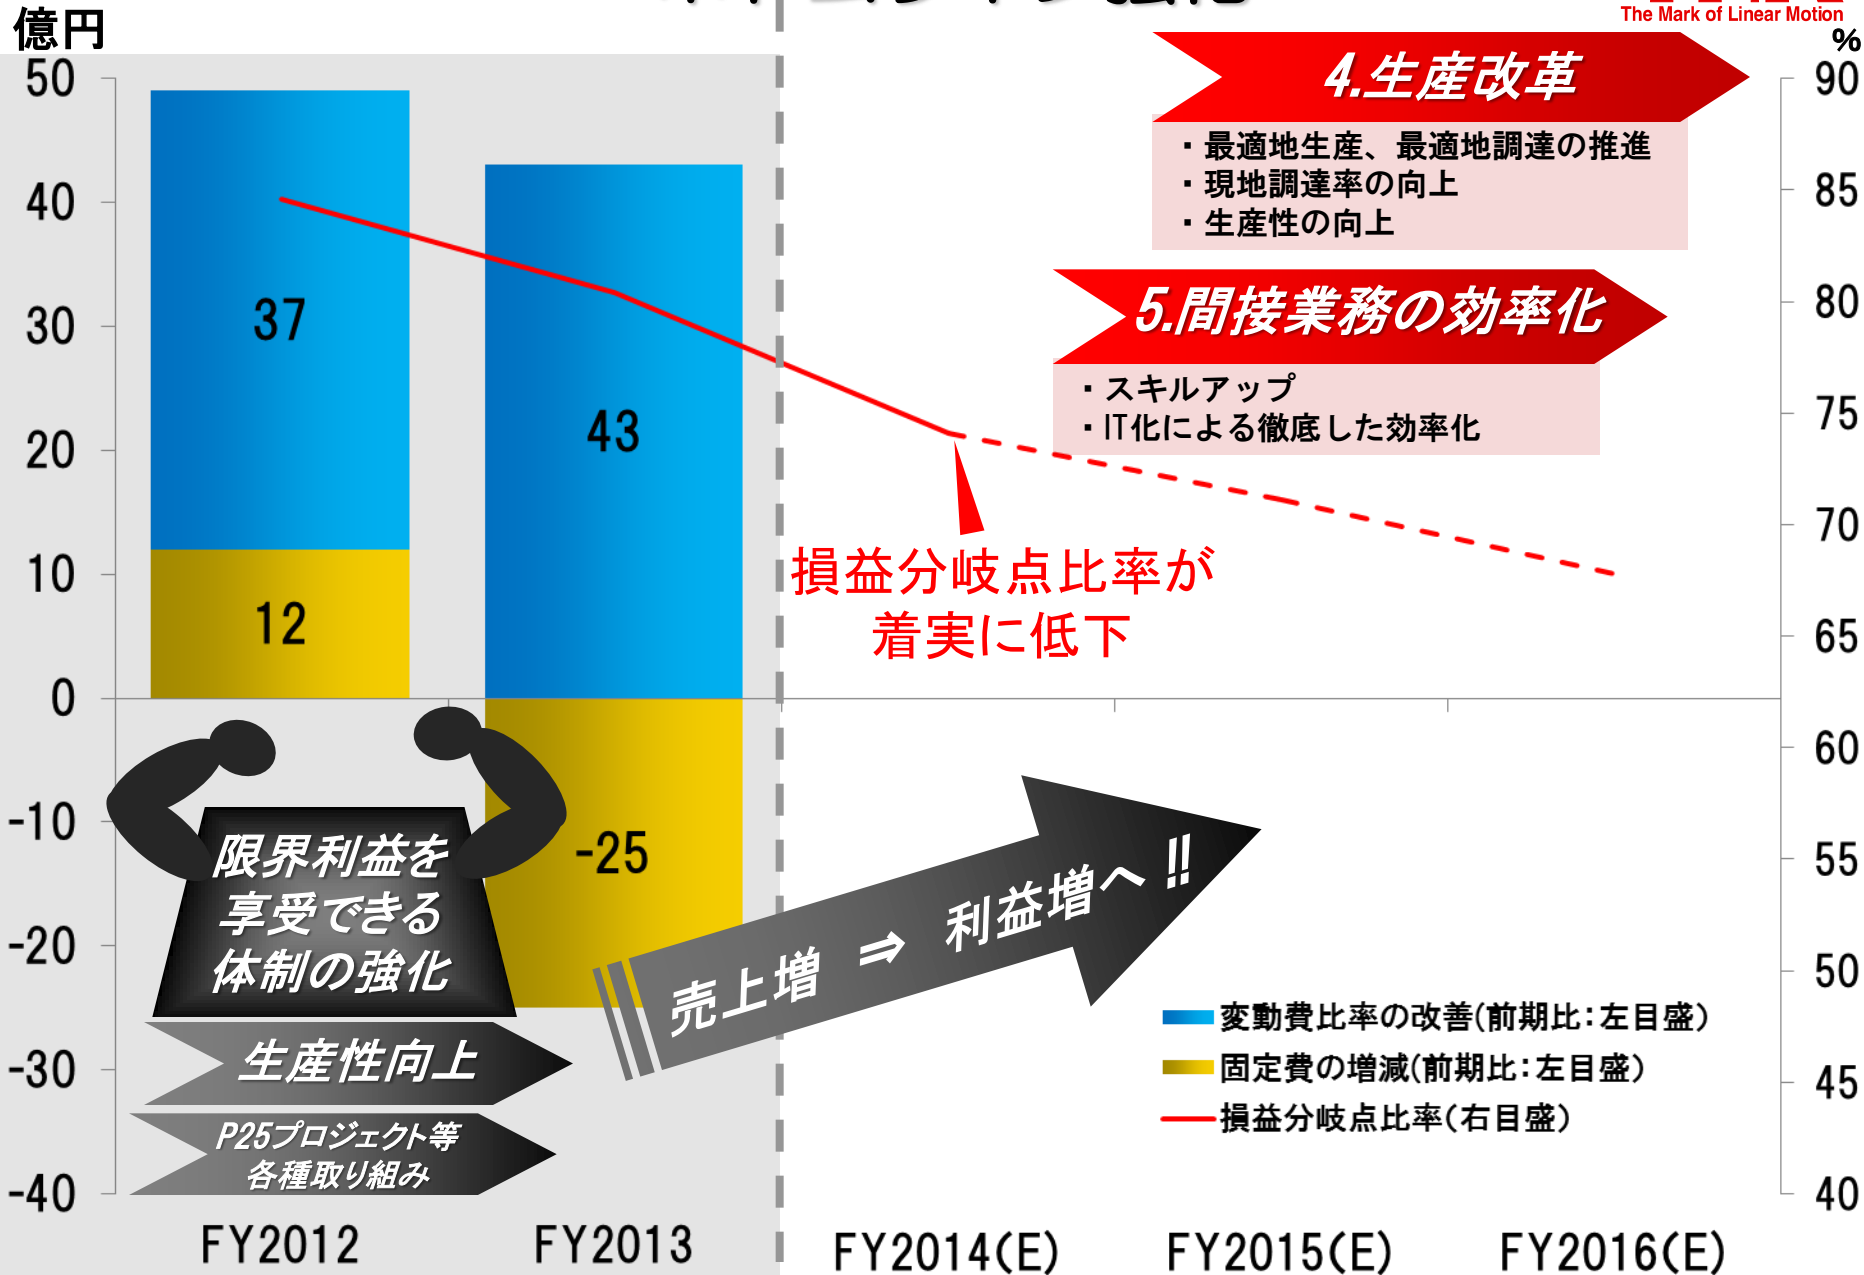 The Mark of Linear Motion
億円
%
50
40
30
20
10
0
-10
-20
-30
-40
90
85
80
75
70
65
60
55
50
45
40
4.生産改革
・最適地生産、最適地調達の推進
・現地調達率の向上
・生産性の向上
5.間接業務の効率化
・スキルアップ
・IT化による徹底した効率化
37
43
12
-25
損益分岐点比率が
着実に低下
限界利益を
享受できる
体制の強化
生産性向上
P25プロジェクト等
各種取り組み
売上増 ⇒ 利益増へ!!
変動費比率の改善(前期比：左目盛)
固定費の増減(前期比：左目盛)
損益分岐点比率(右目盛)
FY2012
FY2013
FY2014(E)
FY2015(E)
FY2016(E)